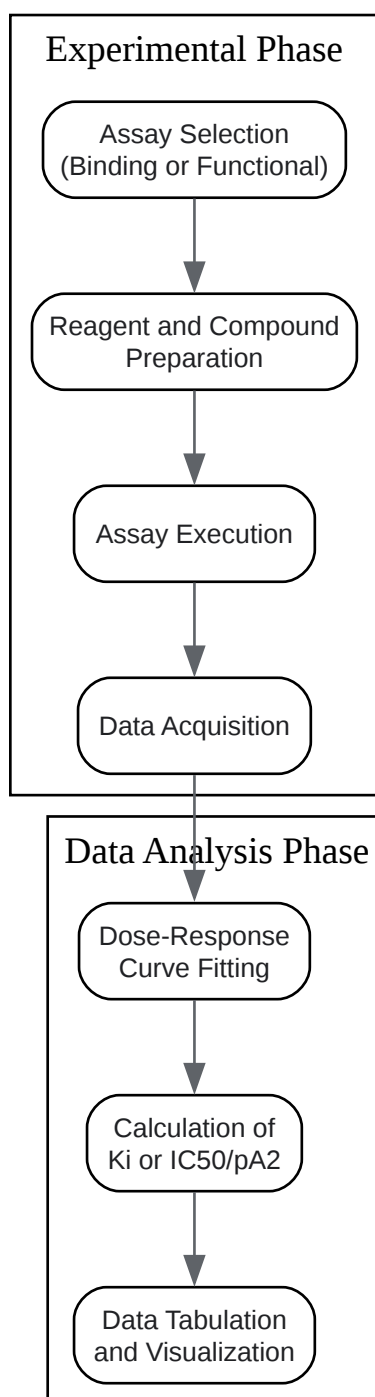 Experimental Phase
Assay Selection
(Binding or Functional)
Reagent and Compound
Preparation
Assay Execution
Data Acquisition
Data Analysis Phase
Dose-Response
Curve Fitting
Calculation of
Ki or IC50/pA2
Data Tabulation
and Visualization